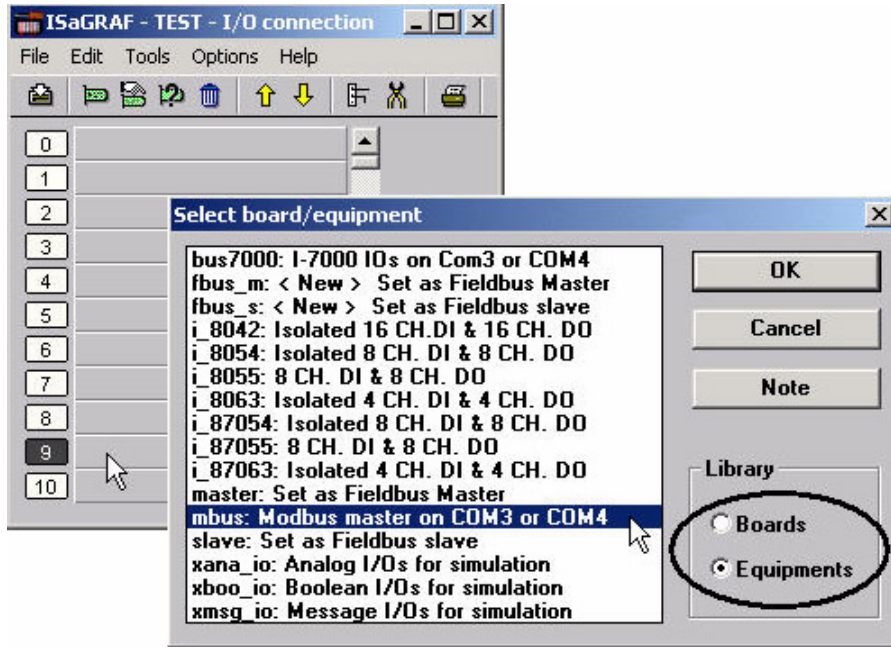 ISaGRAF - TEST - I/O connection
File Edit Tools Options Help
0
1
2
3
4
5
6
7
8
9
10
Select board/equipment
bus7000: I-7000 IOs on Com3 or COM4
fbus_m: < New > Set as Fieldbus Master
fbus_s: < New > Set as Fieldbus slave
i_8042: Isolated 16 CH.DI & 16 CH. DO
i_8054: Isolated 8 CH. DI & 8 CH. DO
i_8055: 8 CH. DI & 8 CH. DO
i_8063: Isolated 4 CH. DI & 4 CH. DO
i_87054: Isolated 8 CH. DI & 8 CH. DO
i_87055: 8 CH. DI & 8 CH. DO
i_87063: Isolated 4 CH. DI & 4 CH. DO
master: Set as Fieldbus Master
mbus: Modbus master on COM3 or COM4
slave: Set as Fieldbus slave
xana_io: Analog I/Os for simulation
xboo_io: Boolean I/Os for simulation
xmsg_io: Message I/Os for simulation
OK
Cancel
Note
Library
Boards
Equipments